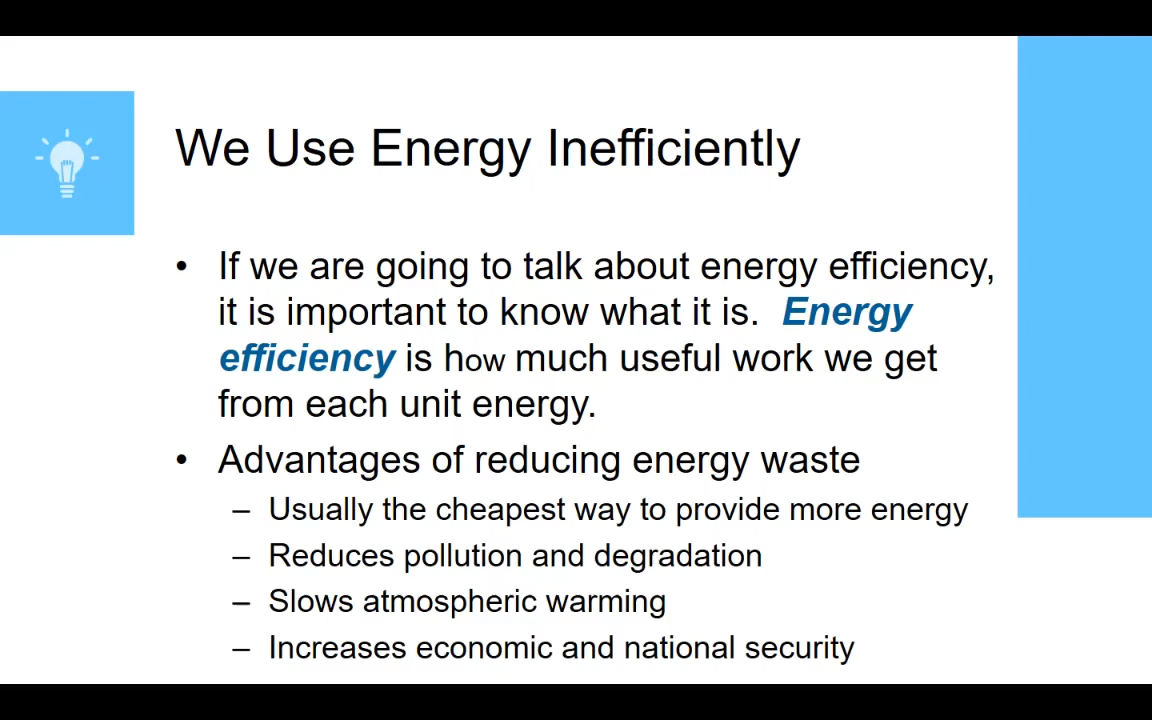 We Use Energy Inefficiently
• If we are going to talk about energy efficiency,
it is important to know what it is. Energy
efficiency is how much useful work we get
from each unit energy.
• Advantages of reducing energy waste
– Usually the cheapest way to provide more energy
– Reduces pollution and degradation
– Slows atmospheric warming
– Increases economic and national security